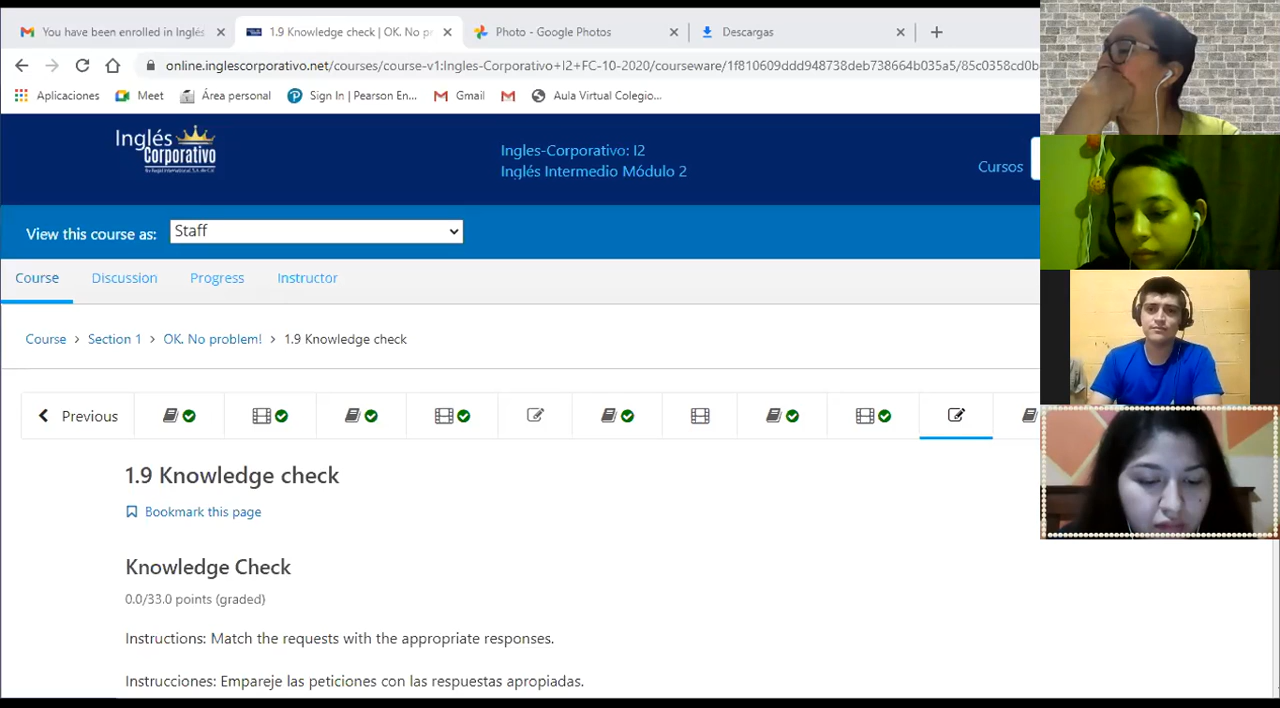 You have been enrolled in Inglés
1.9 Knowledge check | OK. No p
Photo - Google Photos
Descargas
online.inglescorporativo.net/courses/course-v1:Ingles-Corporativo+I2+FC-10-2020/courseware/1f810609ddd948738deb738664b035a5/85c0358cd0b
Aplicaciones
Meet
Área personal
Sign In | Pearson En...
Gmail
Aula Virtual Colegio...
Inglés
Corporativo
Ingles-Corporativo: I2
Inglés Intermedio Módulo 2
Cursos
View this course as:
Staff
Course
Discussion
Progress
Instructor
Course > Section 1 > OK. No problem! > 1.9 Knowledge check
Previous
1.9 Knowledge check
Bookmark this page
Knowledge Check
0.0/33.0 points (graded)
Instructions: Match the requests with the appropriate responses.
Instrucciones: Empareje las peticiones con las respuestas apropiadas.